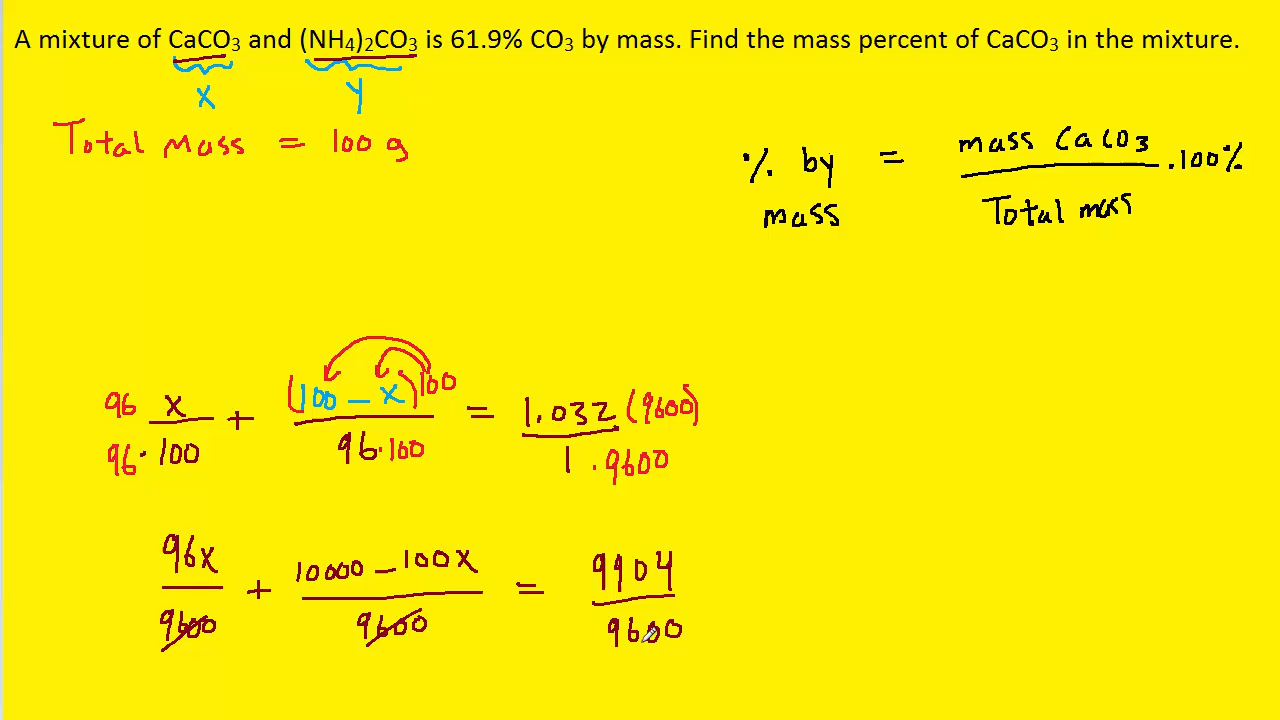 A mixture of CaCO₃ and (NH₄)₂CO₃ is 61.9% CO₃ by mass. Find the mass percent of CaCO₃ in the mixture.
x y
Total Mass = 100 g
% by mass = mass CaCO3 / Total mass . 100%
96 x / 96 · 100 + (100 - x)100 / 96 · 100 = 1.032 (9600) / 1 · 9600
96x / 9600 + 10000 - 100x / 9600 = 9904 / 9600